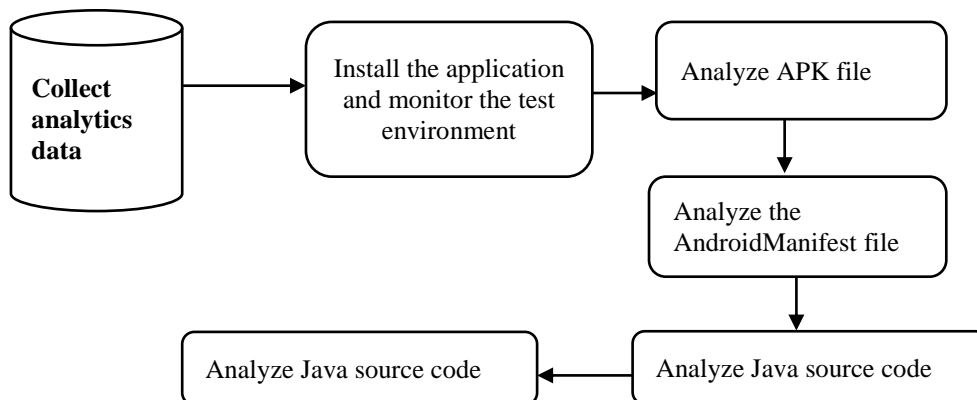 Collect
analytics
data
Install the application
and monitor the test
environment
Analyze APK file
Analyze the
AndroidManifest file
Analyze Java source code
Analyze Java source code